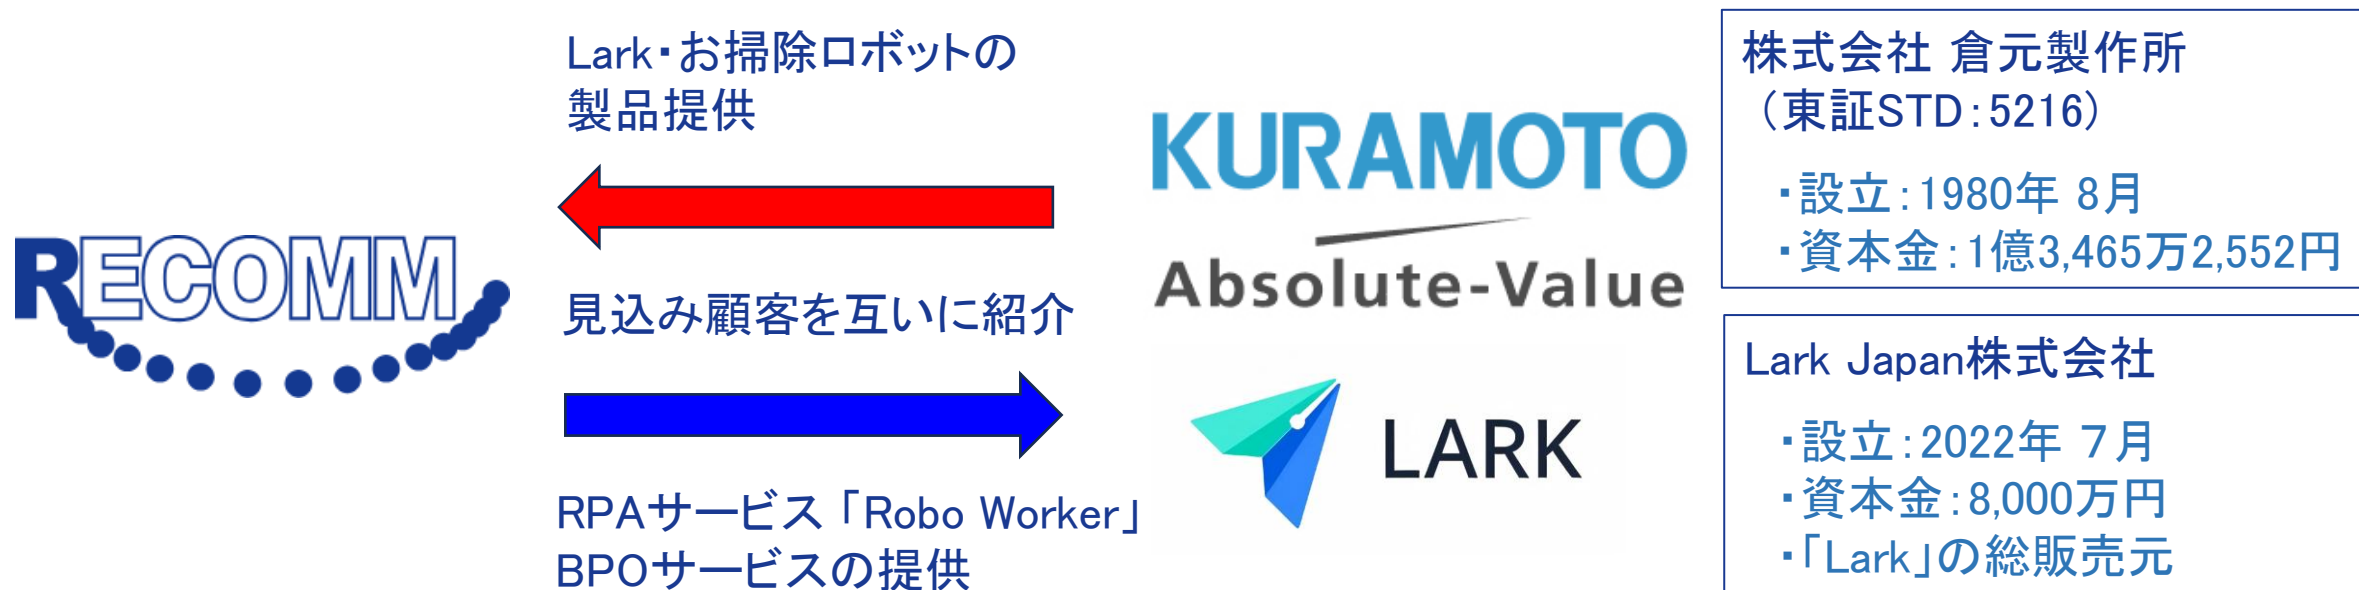 Lark・お掃除ロボットの
製品提供
RECOMM
見込み顧客を互いに紹介
RPAサービス「Robo Worker」
BPOサービスの提供
KURAMOTO
Absolute-Value
LARK
株式会社 倉元製作所
（東証STD：5216）
・設立：1980年 8月
・資本金：1億3,465万2,552円
Lark Japan株式会社
・設立：2022年 ７月
・資本金：8,000万円
・「Lark」の総販売元